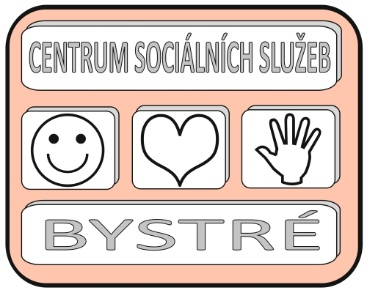 CENTRUM SOCIÁLNÍCH SLUŽEB
BYSTRÉ